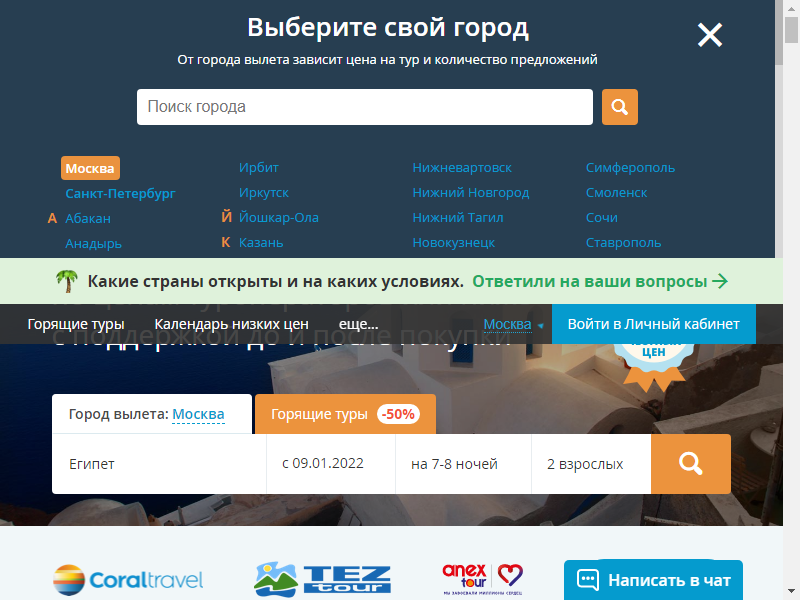 Выберите свой город
От города вылета зависит цена на тур и количество предложений
Поиск города
Москва
Санкт-Петербург
А Абакан
Анадырь
Ирбит
Иркутск
Й Йошкар-Ола
К Казань
Нижневартовск
Нижний Новгород
Нижний Тагил
Новокузнецк
Симферополь
Смоленск
Сочи
Ставрополь
Какие страны открыты и на каких условиях. Ответили на ваши вопросы →
Горящие туры Календарь низких цен еще... Москва Войти в Личный кабинет
с поддержкой до и после покупки
ЦЕН
Город вылета: Москва Горящие туры -50%
Египет с 09.01.2022 на 7-8 ночей 2 взрослых
Coraltravel TEZ tour anex tour
МЫ ЗАВОЕВАЛИ МИЛЛИОНЫ СЕРДЕЦ
Написать в чат